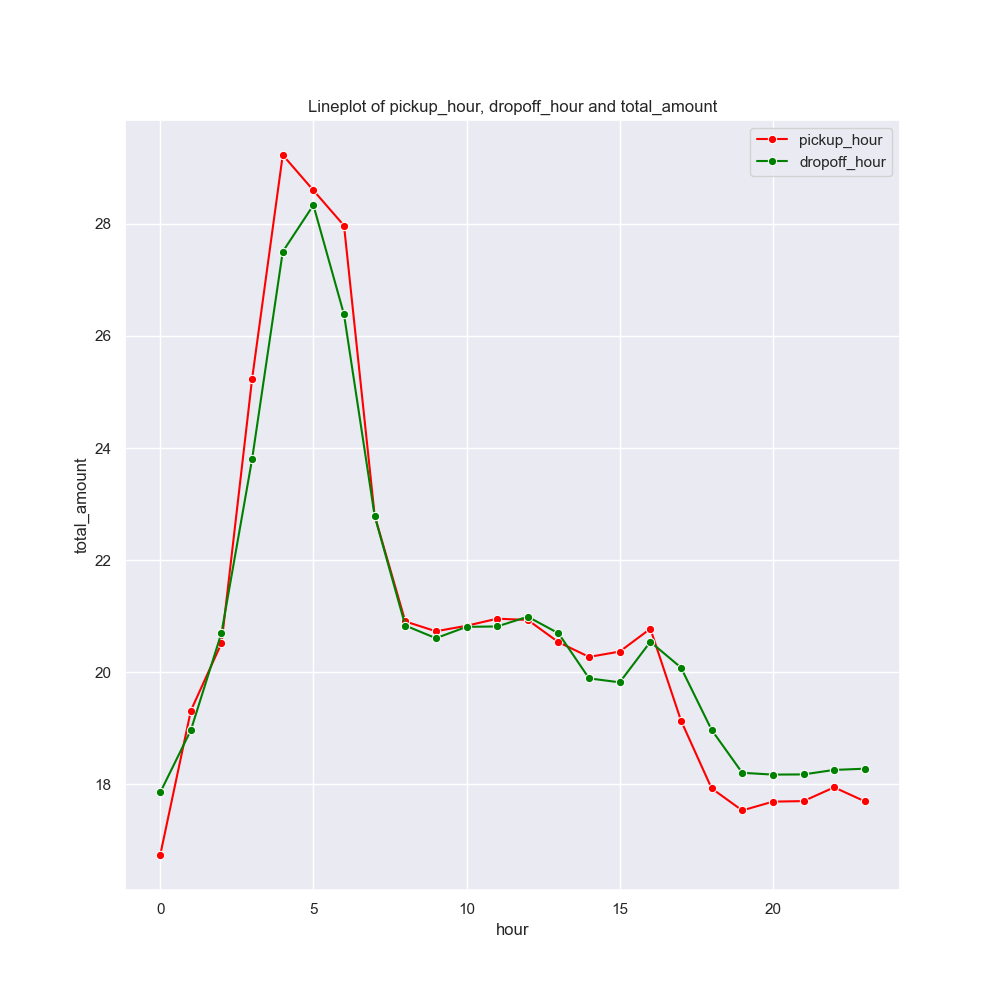 Lineplot of pickup_hour, dropoff_hour and total_amount
pickup_hour
dropoff_hour
total_amount
28
26
24
22
20
18
0 5 10 15 20
hour